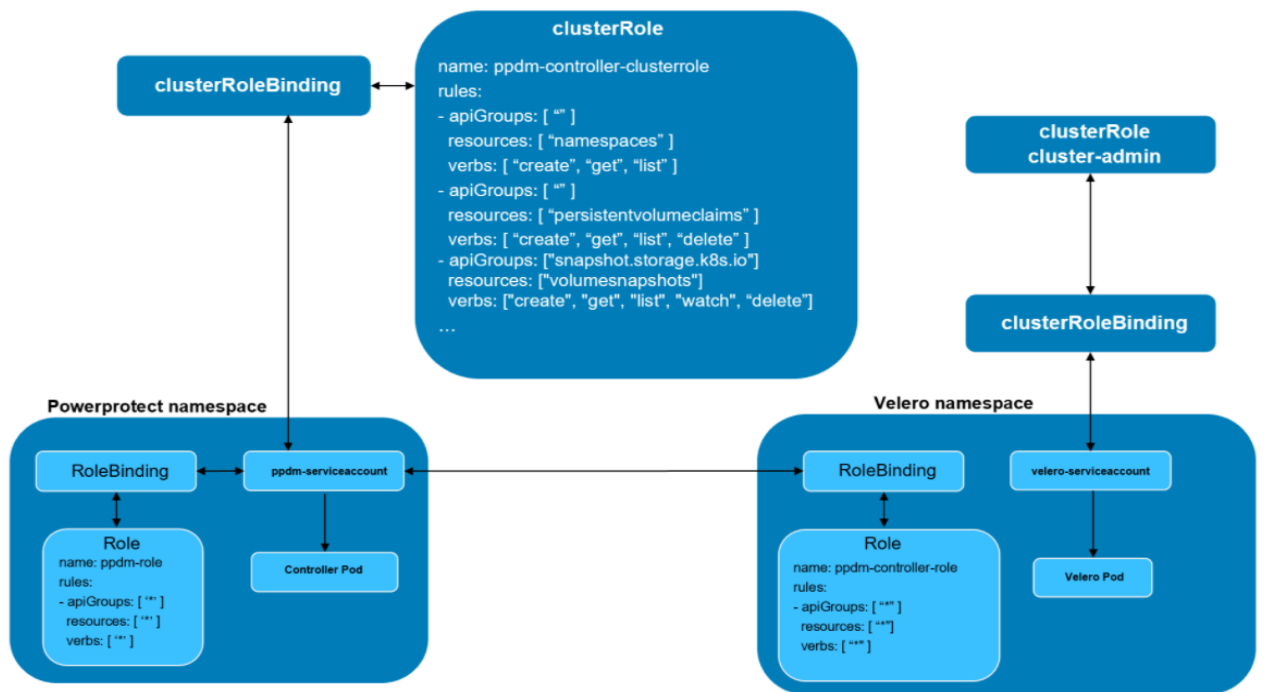 clusterRole
name: ppdm-controller-clusterrole
rules:
- apiGroups: [ “” ]
resources: [ “namespaces” ]
verbs: [ “create”, “get”, “list” ]
- apiGroups: [ “” ]
resources: [ “persistentvolumeclaims” ]
verbs: [ “create”, “get”, “list”, “delete” ]
- apiGroups: ["snapshot.storage.k8s.io"]
resources: ["volumesnapshots"]
verbs: ["create", "get", "list", "watch", “delete”]
…
clusterRoleBinding
clusterRole
cluster-admin
clusterRoleBinding
Powerprotect namespace
RoleBinding
ppdm-serviceaccount
Role
name: ppdm-role
rules:
- apiGroups: [ ‘*’ ]
resources: [ ‘*’ ]
verbs: [ ‘*’ ]
Controller Pod
Velero namespace
RoleBinding
velero-serviceaccount
Role
name: ppdm-controller-role
rules:
- apiGroups: [ “*” ]
resources: [ “*”]
verbs: [ “*” ]
Velero Pod